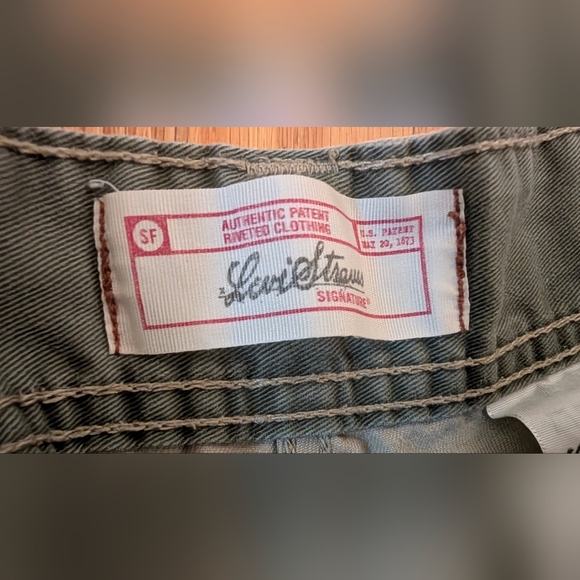 SF
AUTHENTIC PATENT
RIVETED CLOTHING
U.S. PATENT
MAY 20, 1873
Levi Strauss
SIGNATURE®